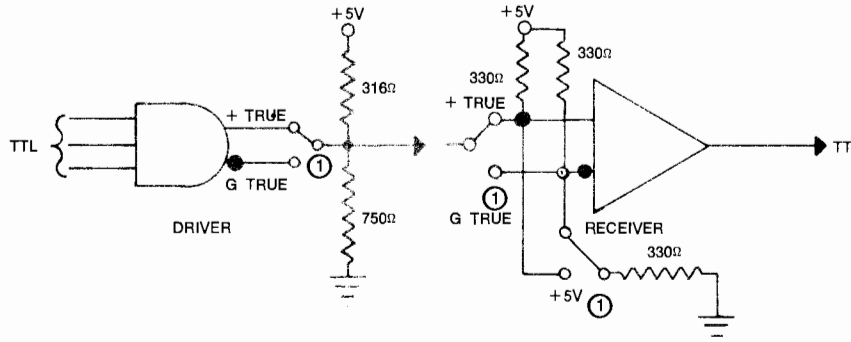 +5V
316Ω
+ TRUE
TTL
①
G TRUE
DRIVER
750Ω
+5V
330Ω
330Ω
+ TRUE
TT
①
G TRUE
RECEIVER
330Ω
+5V
①